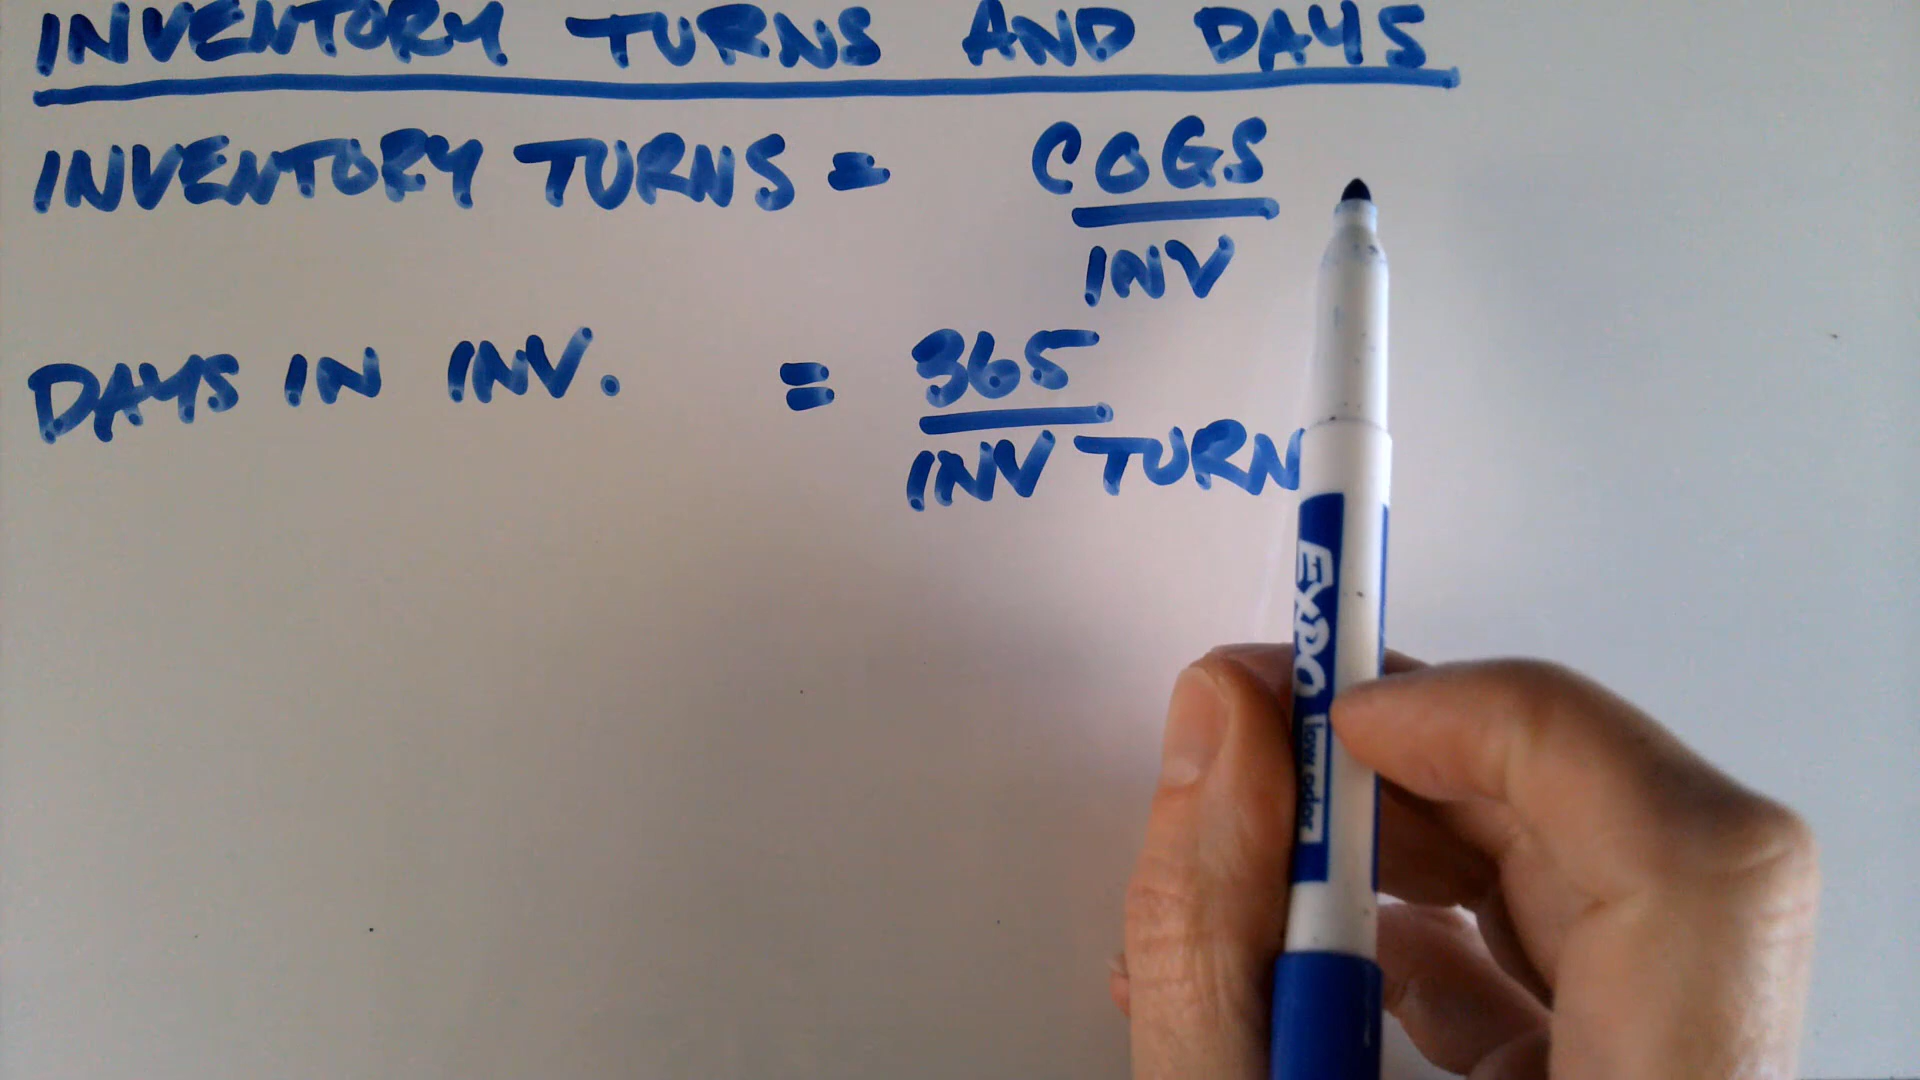 INVENTORY TURNS AND DAYS
INVENTORY TURNS = COGS
INV
DAYS IN INV. = 365
INV TURN
EXPO
low odor